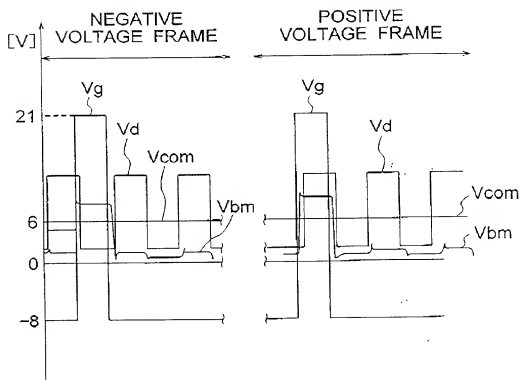 NEGATIVE
VOLTAGE FRAME
POSITIVE
VOLTAGE FRAME
[V]
Vg
Vg
21
Vd
Vd
Vcom
Vcom
Vbm
6
Vbm
0
-8